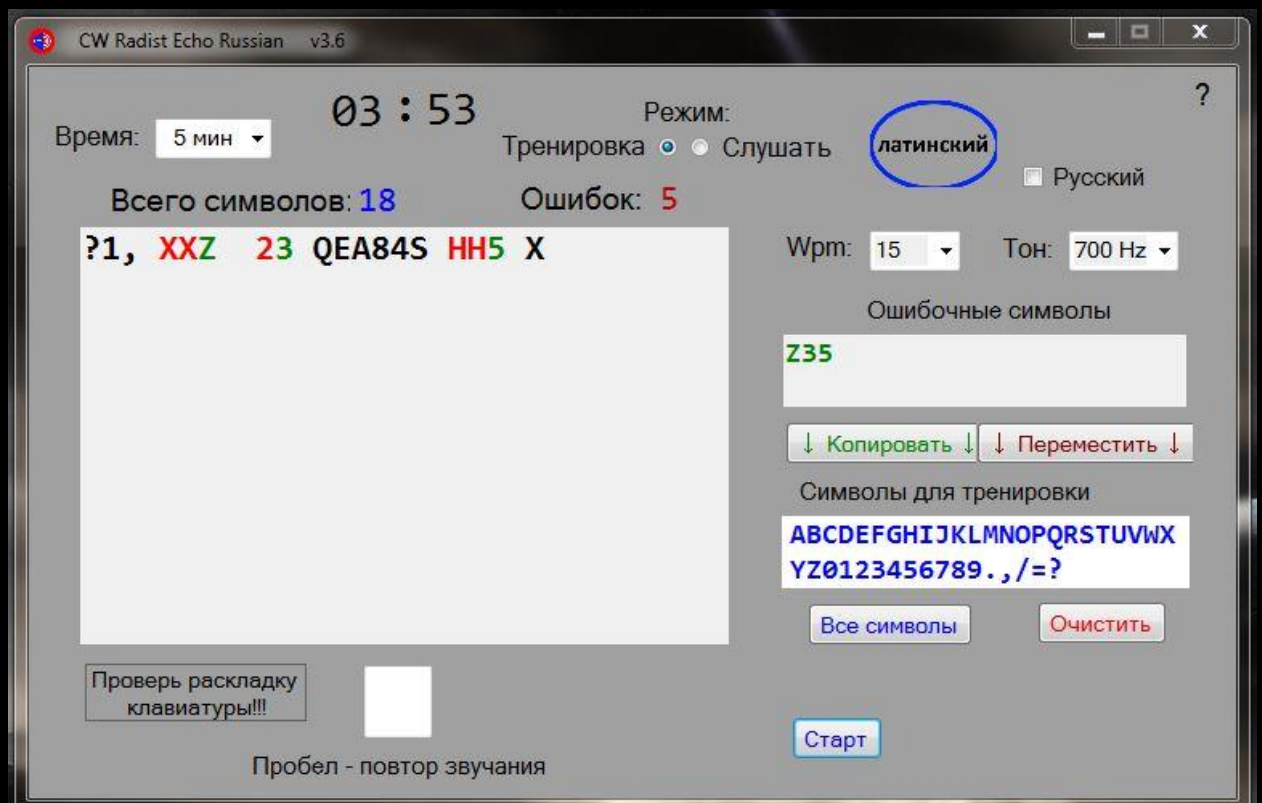 CW Radist Echo Russian v3.6
?
03 : 53
Режим:
Время: 5 мин
Тренировка Слушать
латинский
Русский
Всего символов: 18 Ошибок: 5
?1, XXZ 23 QEA84S HH5 X
Wpm: 15 Тон: 700 Hz
Ошибочные символы
Z35
↓ Копировать ↓ ↓ Переместить ↓
Символы для тренировки
ABCDEFGHIJKLMNOPQRSTUVWX
YZ0123456789.,/=?
Все символы Очистить
Проверь раскладку
клавиатуры!!!
Старт
Пробел - повтор звучания